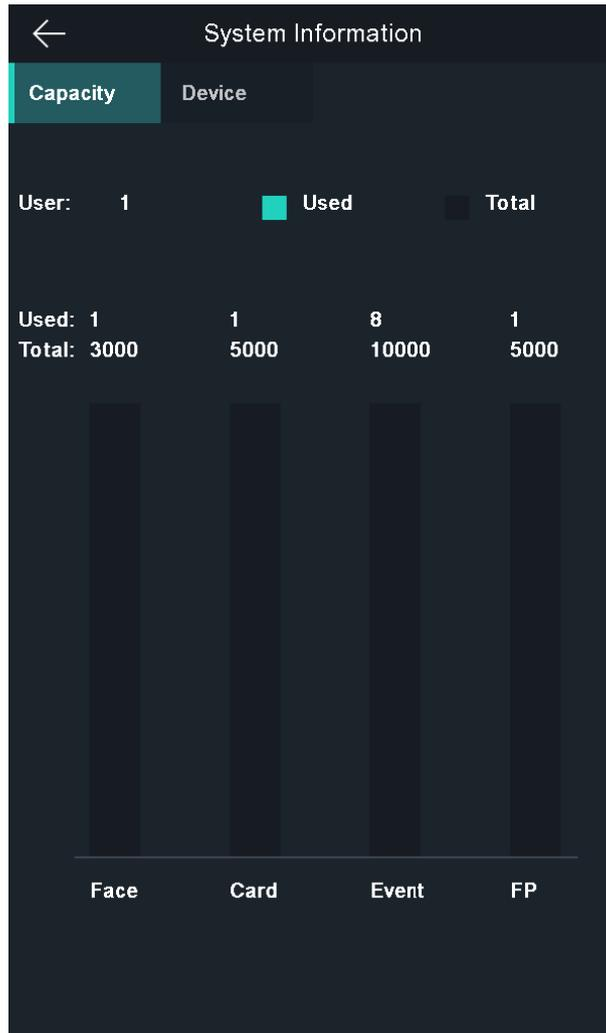 System Information
Capacity Device
User: 1 Used Total
Used: 1 1 8 1
Total: 3000 5000 10000 5000
Face Card Event FP